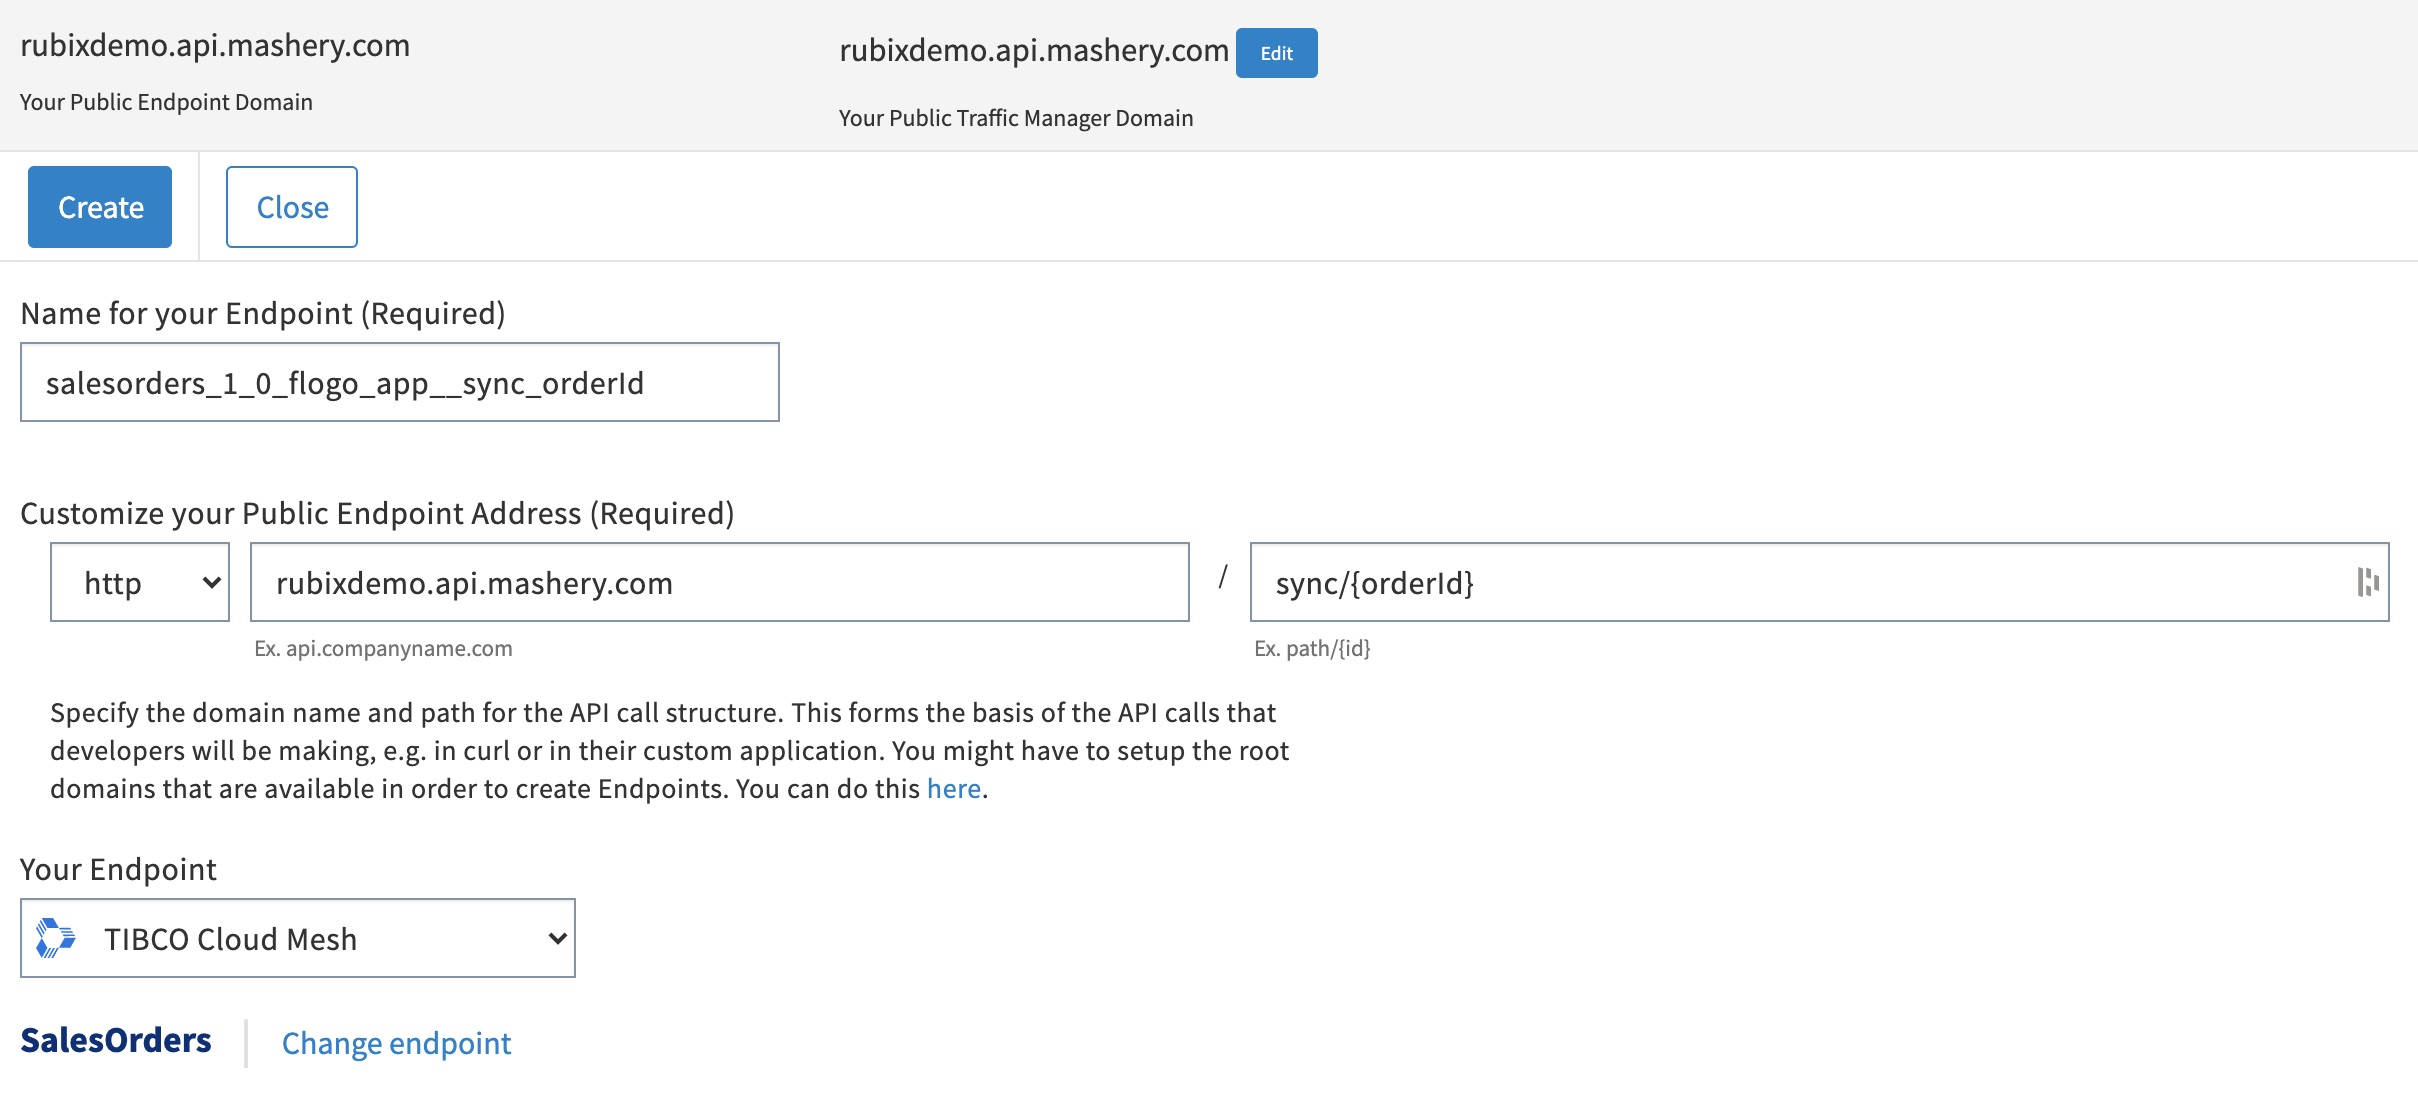 rubixdemo.api.mashery.com
Your Public Endpoint Domain
rubixdemo.api.mashery.com Edit
Your Public Traffic Manager Domain
Create
Close
Name for your Endpoint (Required)
salesorders_1_0_flogo_app__sync_orderId
Customize your Public Endpoint Address (Required)
http
rubixdemo.api.mashery.com
/
sync/{orderId}
Ex. api.companyname.com
Ex. path/{id}
Specify the domain name and path for the API call structure. This forms the basis of the API calls that
developers will be making, e.g. in curl or in their custom application. You might have to setup the root
domains that are available in order to create Endpoints. You can do this here.
Your Endpoint
TIBCO Cloud Mesh
SalesOrders
Change endpoint